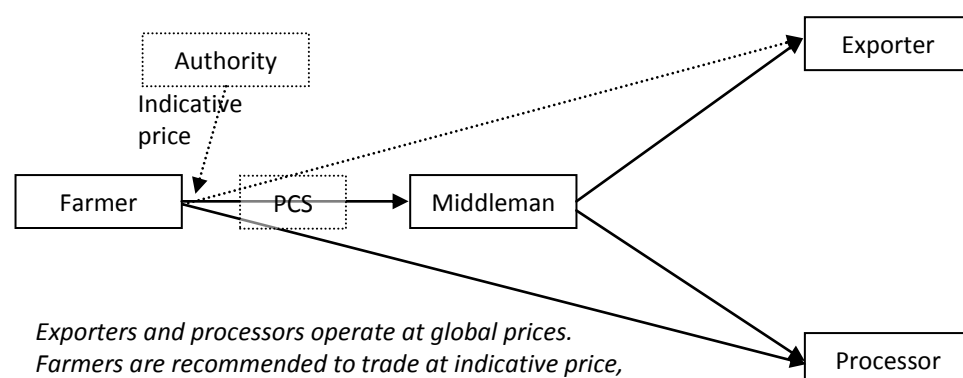 Exporter
Authority
Indicative
price
Farmer
PCS
Middleman
Exporters and processors operate at global prices.
Farmers are recommended to trade at indicative price,
Processor